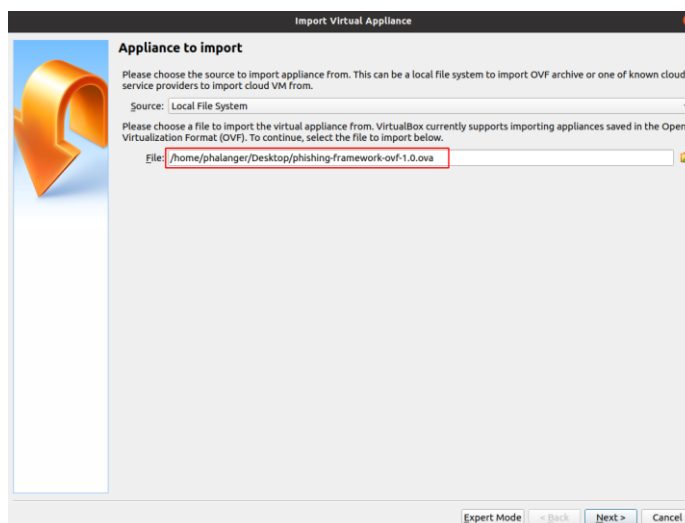 Import Virtual Appliance
Appliance to import
Please choose the source to import appliance from. This can be a local file system to import OVF archive or one of known cloud
service providers to import cloud VM from.
Source: Local File System
Please choose a file to import the virtual appliance from. VirtualBox currently supports importing appliances saved in the Open
Virtualization Format (OVF). To continue, select the file to import below.
File: /home/phalanger/Desktop/phishing-framework-ovf-1.0.ova
Expert Mode < Back Next > Cancel